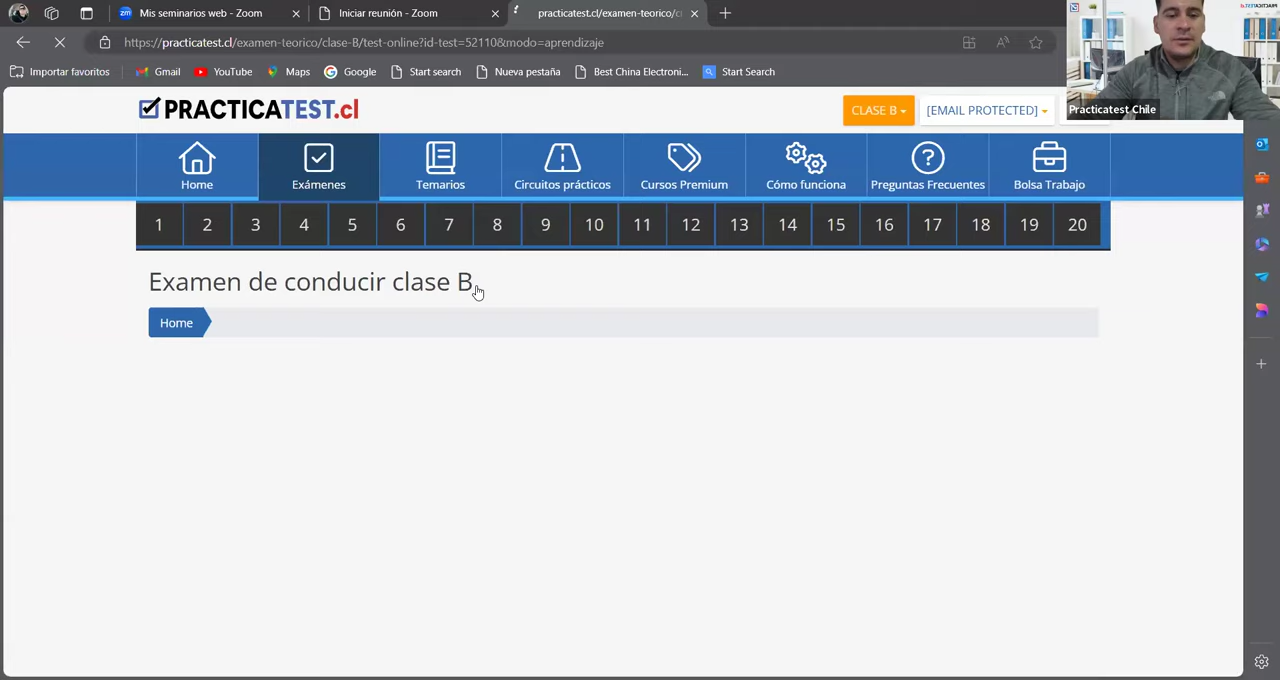 Mis seminarios web - Zoom
Iniciar reunión - Zoom
practicatest.cl/examen-teorico/c
https://practicatest.cl/examen-teorico/clase-B/test-online?id-test=52110&modo=aprendizaje
Importar favoritos
Gmail
YouTube
Maps
Google
Start search
Nueva pestaña
Best China Electroni...
Start Search
Practicatest Chile
PRACTICATEST.cl
CLASE B
[EMAIL PROTECTED]
Home
Exámenes
Temarios
Circuitos prácticos
Cursos Premium
Cómo funciona
Preguntas Frecuentes
Bolsa Trabajo
1 2 3 4 5 6 7 8 9 10 11 12 13 14 15 16 17 18 19 20
Examen de conducir clase B
Home